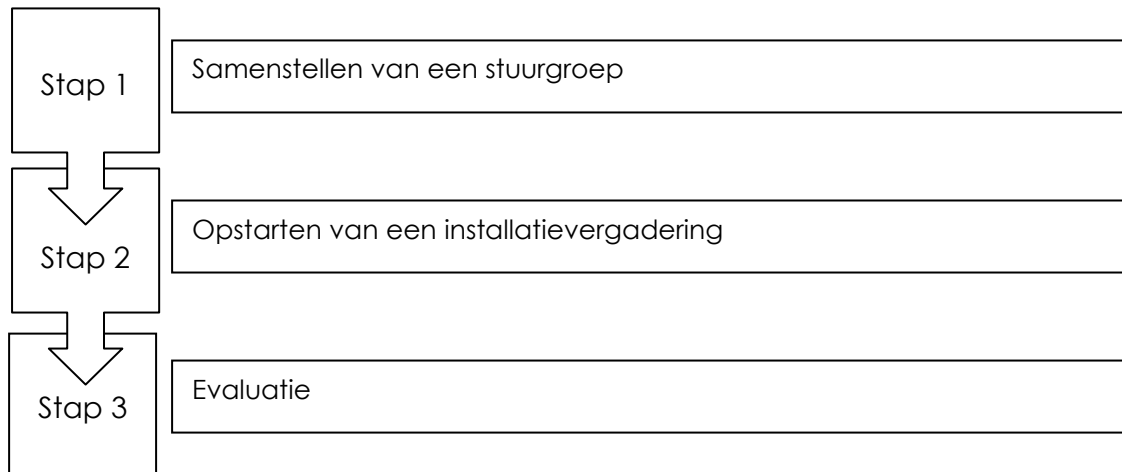 Stap 1
Samenstellen van een stuurgroep
Stap 2
Opstarten van een installatievergadering
Stap 3
Evaluatie